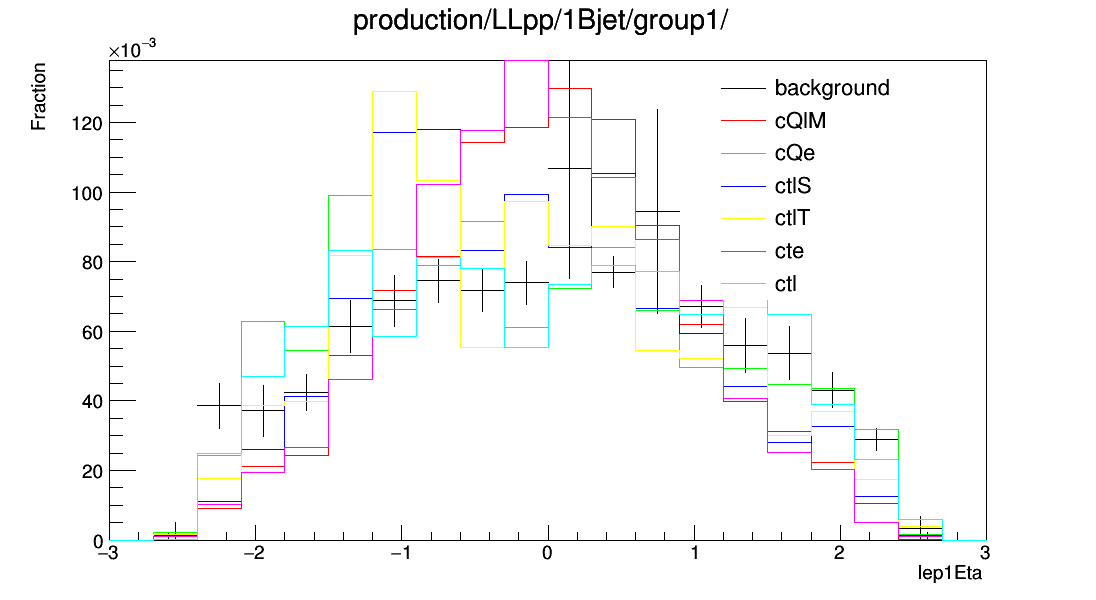 production/LLpp/1Bjet/group1/
×10⁻³
Fraction
background
cQlM
cQe
ctlS
ctlT
cte
ctl
120
100
80
60
40
20
0
−3 −2 −1 0 1 2 3
lep1Eta